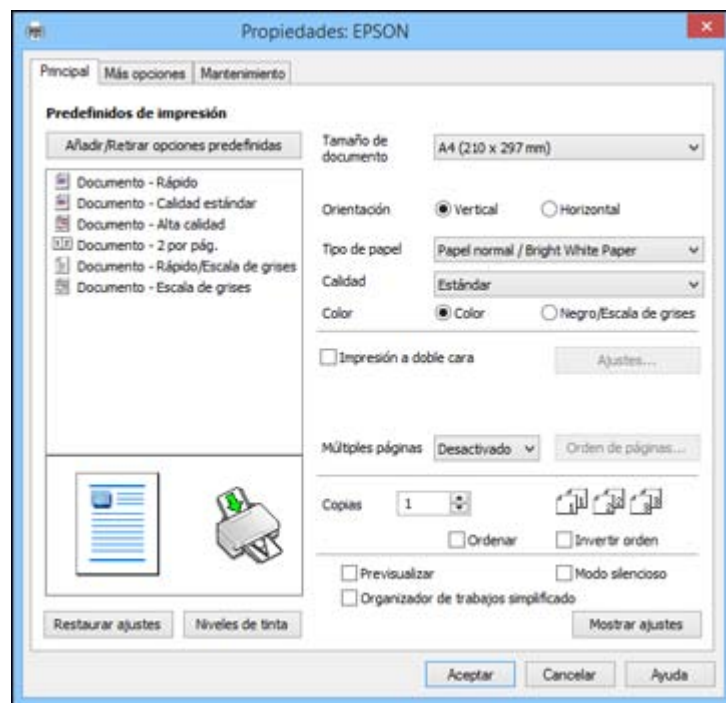 Propiedades: EPSON
Principal
Más opciones
Mantenimiento
Predefinidos de impresión
Añadir/Retirar opciones predefinidas
Documento - Rápido
Documento - Calidad estándar
Documento - Alta calidad
Documento - 2 por pág.
Documento - Rápido/Escala de grises
Documento - Escala de grises
Restaurar ajustes
Niveles de tinta
Tamaño de
documento
A4 (210 x 297 mm)
Orientación
Vertical
Horizontal
Tipo de papel
Papel normal / Bright White Paper
Calidad
Estándar
Color
Color
Negro/Escala de grises
Impresión a doble cara
Ajustes...
Múltiples páginas
Desactivado
Orden de páginas...
Copias
1
Ordenar
Invertir orden
Previsualizar
Modo silencioso
Organizador de trabajos simplificado
Mostrar ajustes
Aceptar
Cancelar
Ayuda